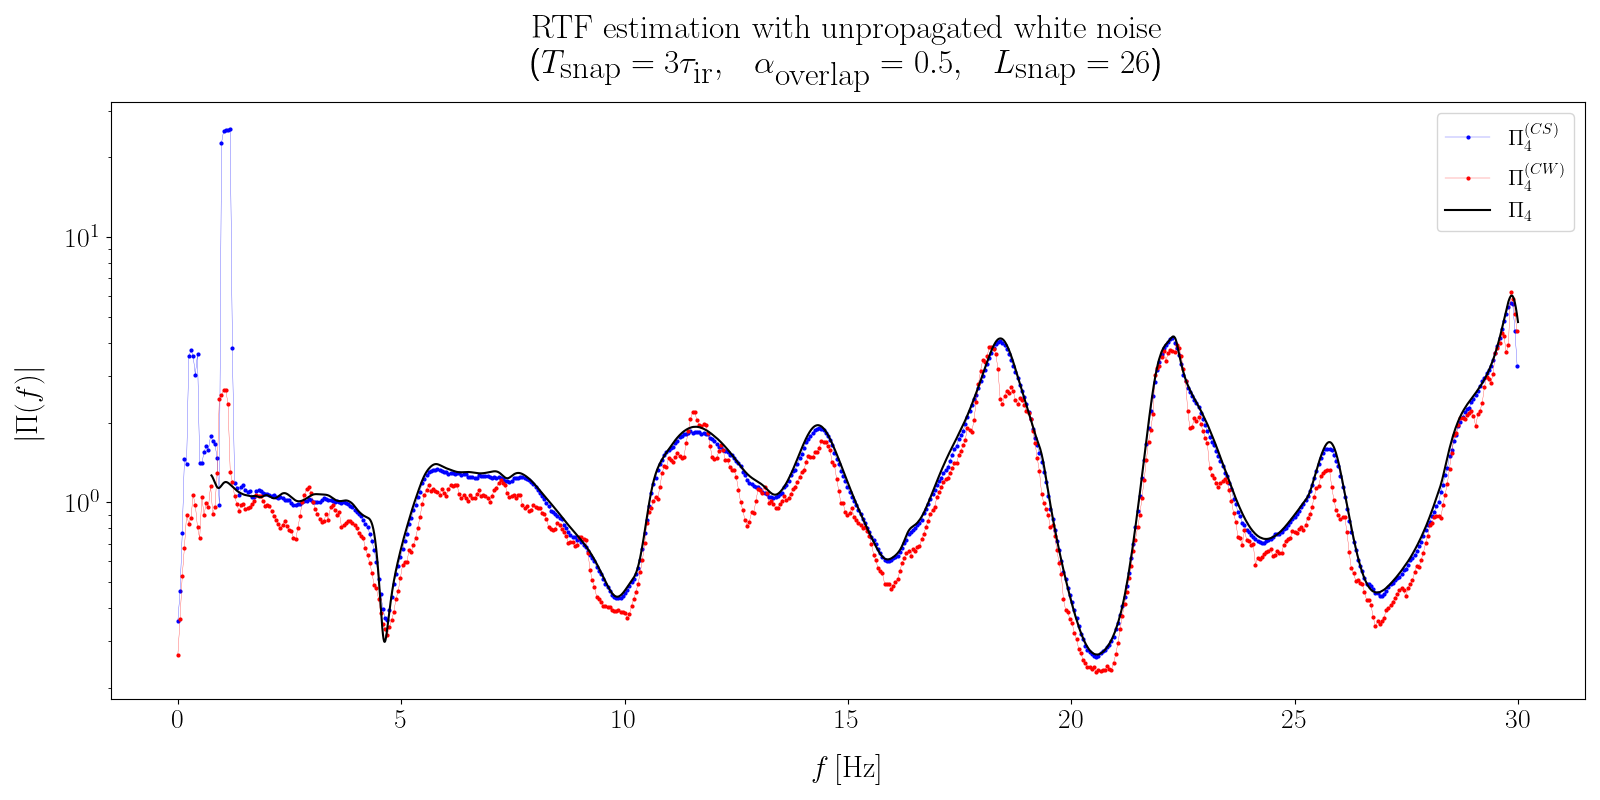 RTF estimation with unpropagated white noise
(T_snap = 3τ_ir, α_overlap = 0.5, L_snap = 26)
Π_4^(CS)
Π_4^(CW)
Π_4
10^1
10^0
|Π(f)|
0 5 10 15 20 25 30
f [Hz]